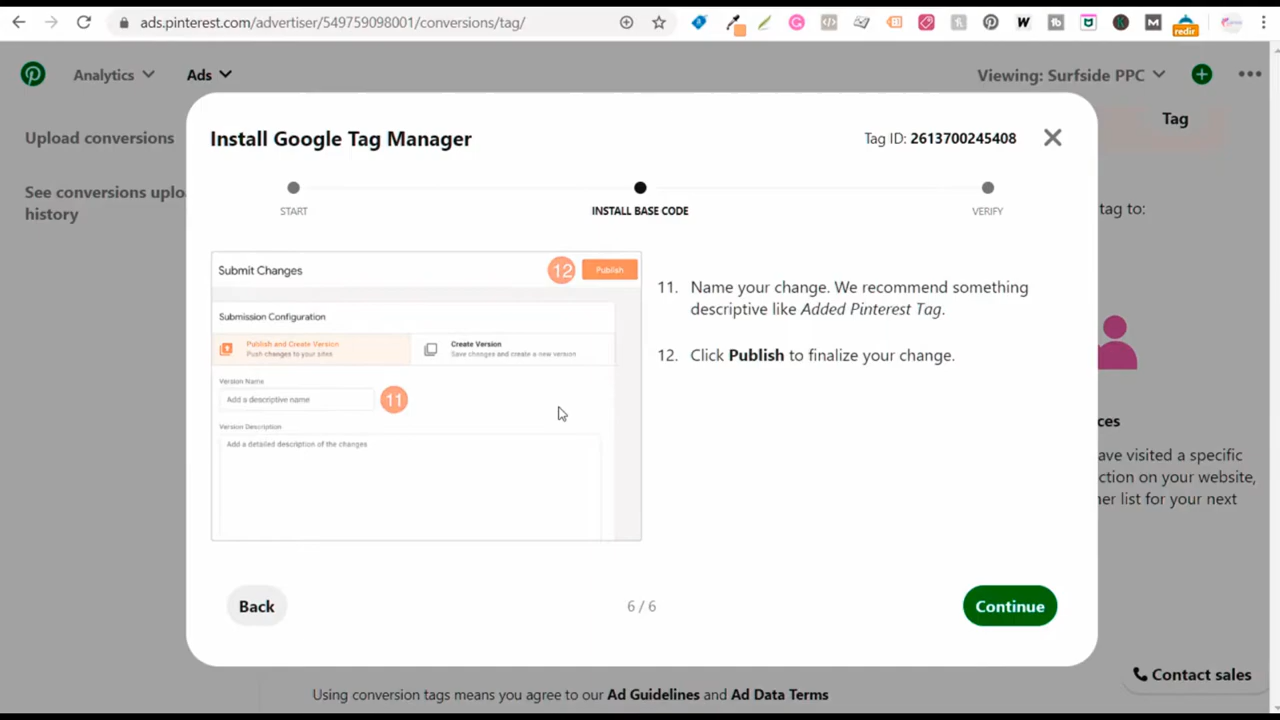 ads.pinterest.com/advertiser/549759098001/conversions/tag/
redir
Analytics
Ads
Viewing: Surfside PPC
Upload conversions
See conversions uplo
history
Tag
tag to:
ces
ave visited a specific
ction on your website,
ner list for your next
Install Google Tag Manager
Tag ID: 2613700245408
START
INSTALL BASE CODE
VERIFY
Submit Changes
12
Publish
Submission Configuration
Publish and Create Version
Push changes to your sites
Create Version
Save changes and create a new version
Version Name
Add a descriptive name
11
Version Description
Add a detailed description of the changes
11. Name your change. We recommend something
descriptive like Added Pinterest Tag.
12. Click Publish to finalize your change.
Back
6 / 6
Continue
Contact sales
Using conversion tags means you agree to our Ad Guidelines and Ad Data Terms